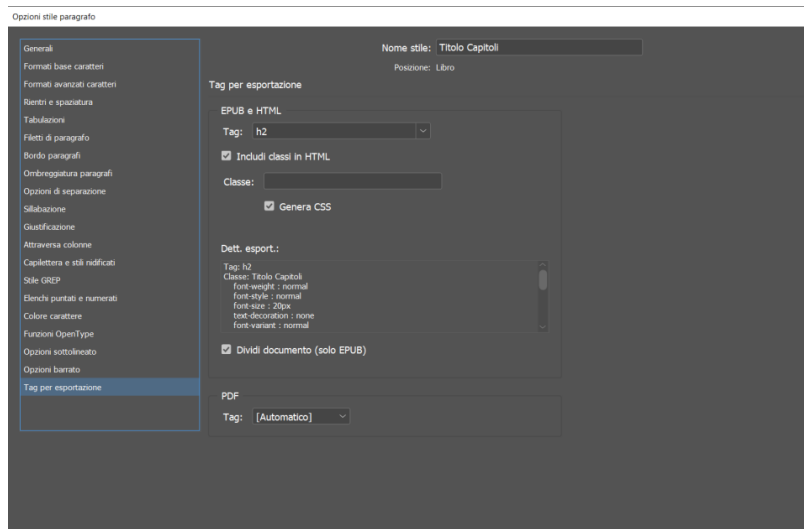 Opzioni stile paragrafo
Generali
Formati base caratteri
Formati avanzati caratteri
Rientri e spaziatura
Tabulazioni
Filetti di paragrafo
Bordo paragrafi
Ombreggiatura paragrafi
Opzioni di separazione
Sillabazione
Giustificazione
Attraversa colonne
Capilettera e stili nidificati
Stile GREP
Elenchi puntati e numerati
Colore carattere
Funzioni OpenType
Opzioni sottolineato
Opzioni barrato
Tag per esportazione
Nome stile: Titolo Capitoli
Posizione: Libro
Tag per esportazione
EPUB e HTML
Tag: h2
Includi classi in HTML
Classe:
Genera CSS
Dett. esport.:
Tag: h2
Classe: Titolo Capitoli
font-weight : normal
font-style : normal
font-size : 20px
text-decoration : none
font-variant : normal
Dividi documento (solo EPUB)
PDF
Tag: [Automatico]